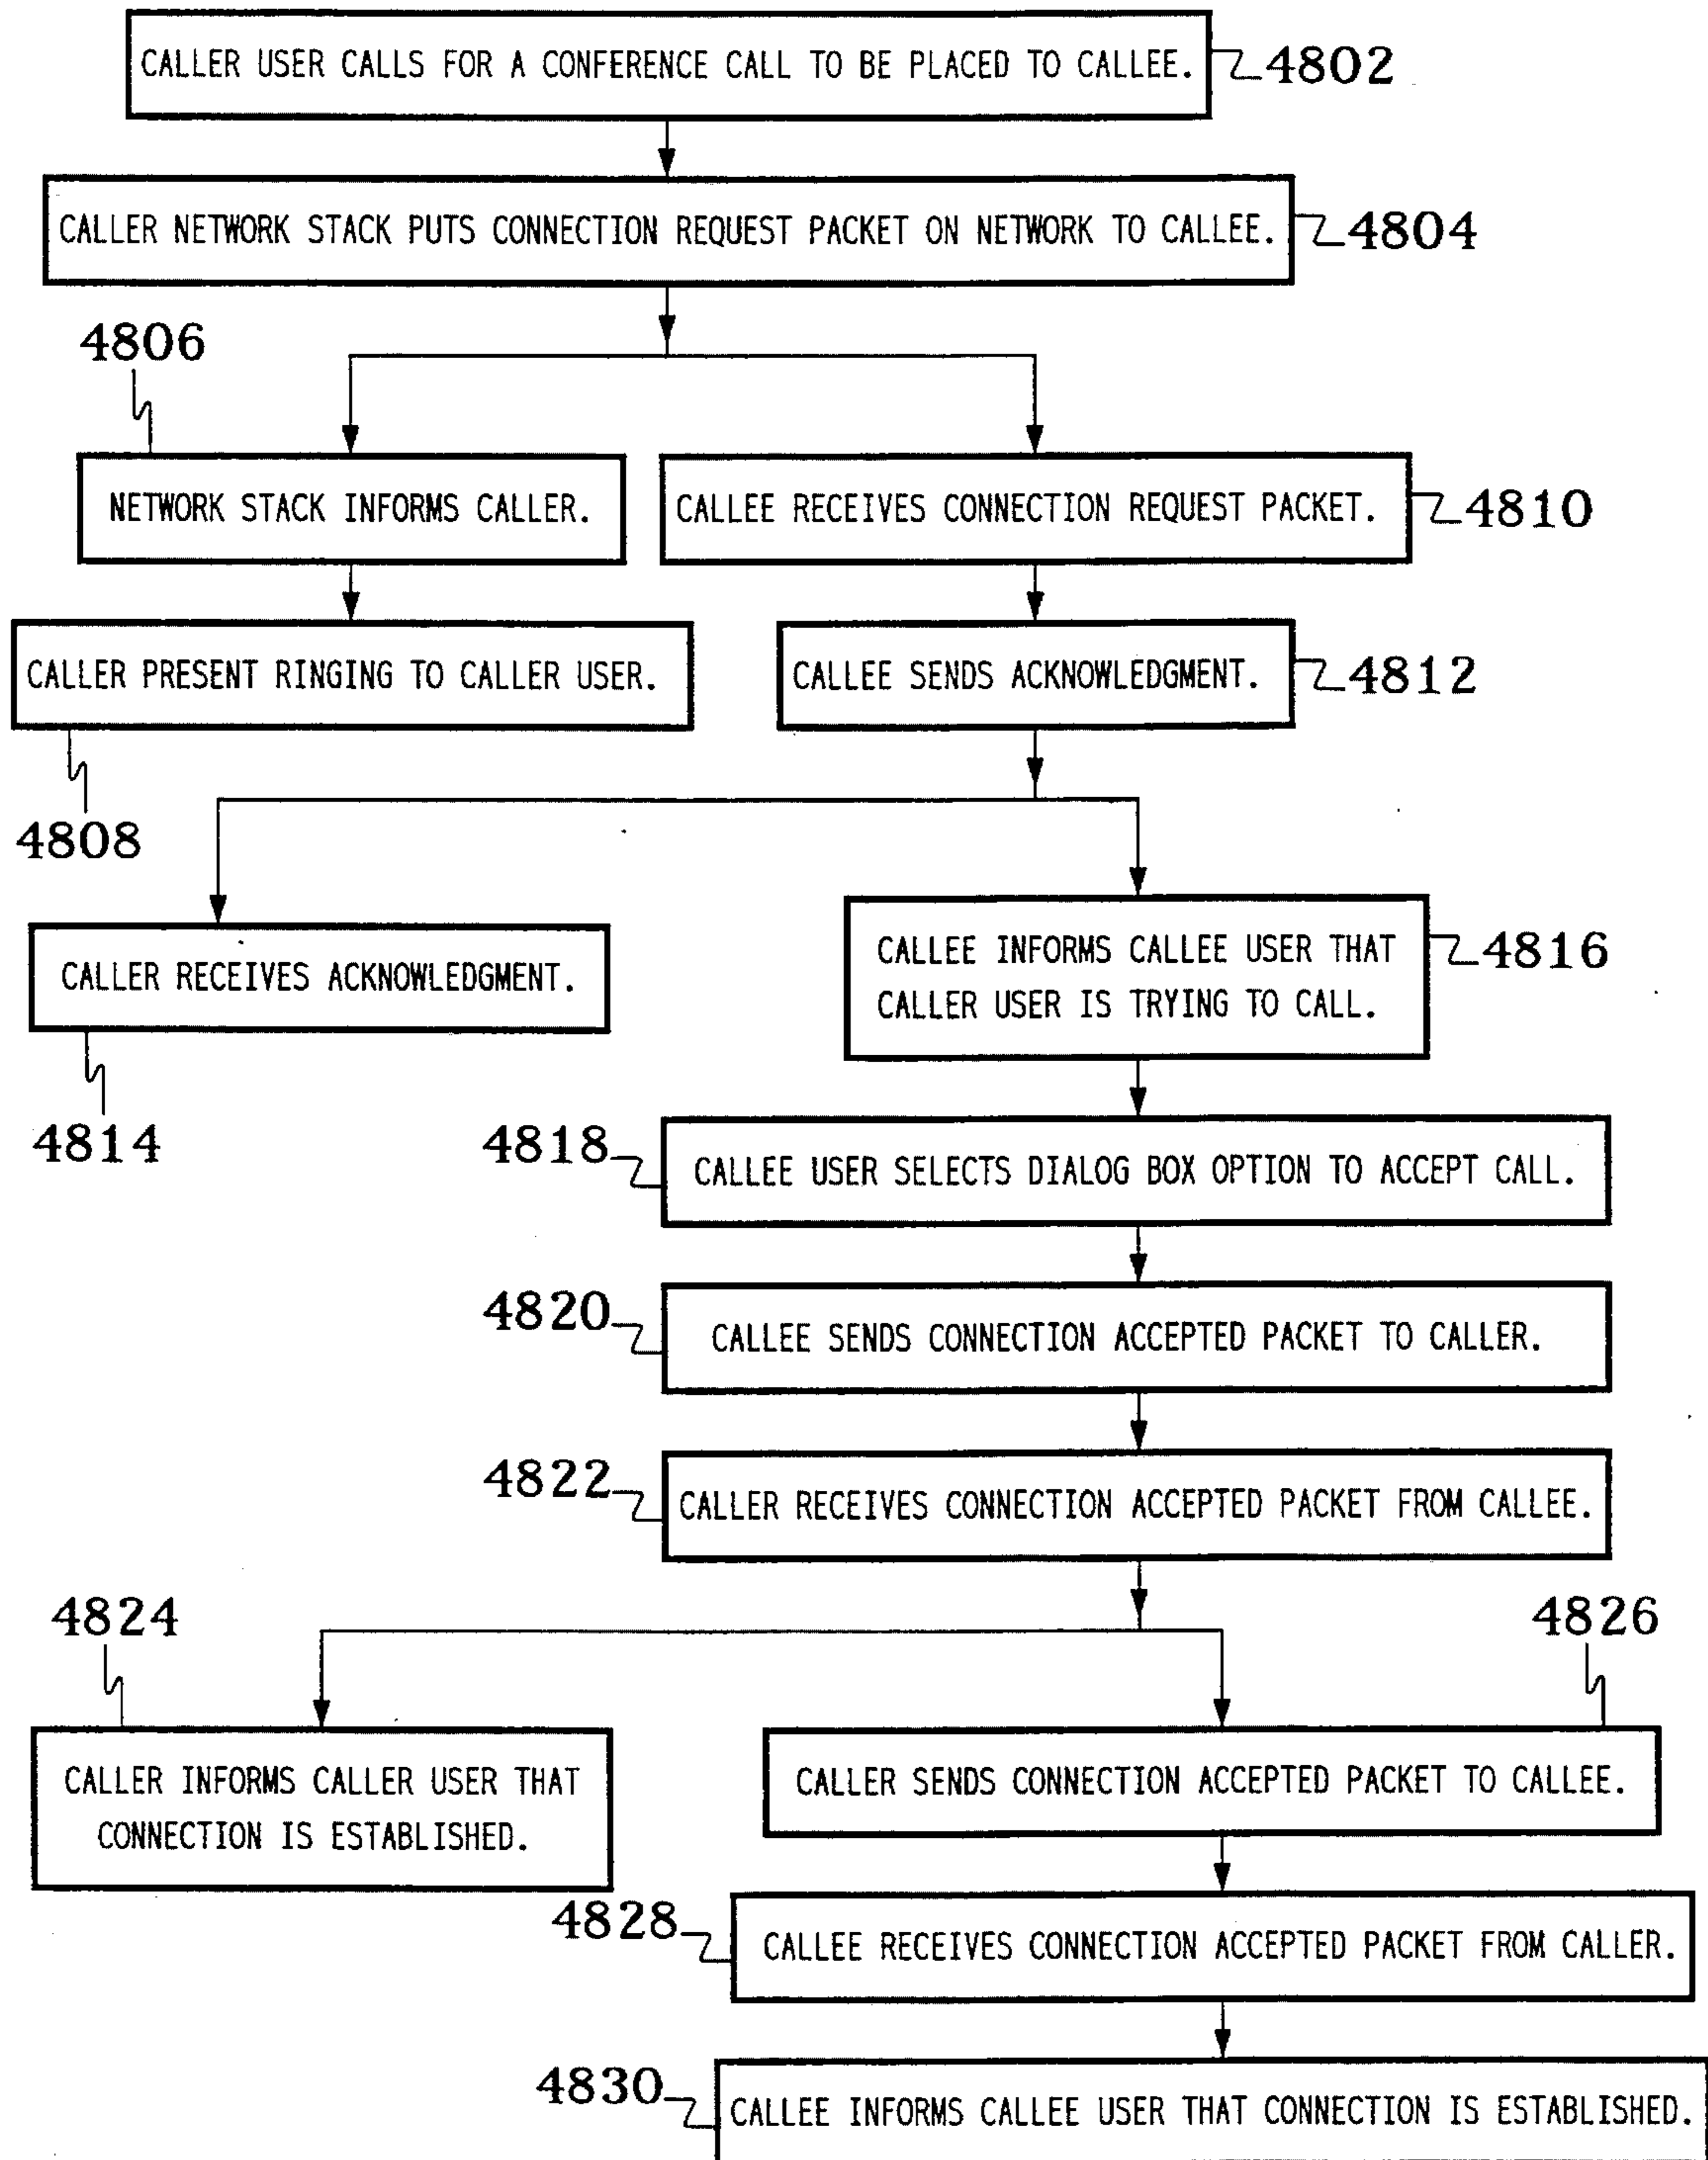 CALLER USER CALLS FOR A CONFERENCE CALL TO BE PLACED TO CALLEE.
4802
CALLER NETWORK STACK PUTS CONNECTION REQUEST PACKET ON NETWORK TO CALLEE.
4804
4806
NETWORK STACK INFORMS CALLER.
CALLEE RECEIVES CONNECTION REQUEST PACKET.
4810
CALLER PRESENT RINGING TO CALLER USER.
CALLEE SENDS ACKNOWLEDGMENT.
4812
4808
CALLER RECEIVES ACKNOWLEDGMENT.
4814
CALLEE INFORMS CALLEE USER THAT
CALLER USER IS TRYING TO CALL.
4816
4818
CALLEE USER SELECTS DIALOG BOX OPTION TO ACCEPT CALL.
4820
CALLEE SENDS CONNECTION ACCEPTED PACKET TO CALLER.
4822
CALLER RECEIVES CONNECTION ACCEPTED PACKET FROM CALLEE.
4824
4826
CALLER INFORMS CALLER USER THAT
CONNECTION IS ESTABLISHED.
CALLER SENDS CONNECTION ACCEPTED PACKET TO CALLEE.
4828
CALLEE RECEIVES CONNECTION ACCEPTED PACKET FROM CALLER.
4830
CALLEE INFORMS CALLEE USER THAT CONNECTION IS ESTABLISHED.